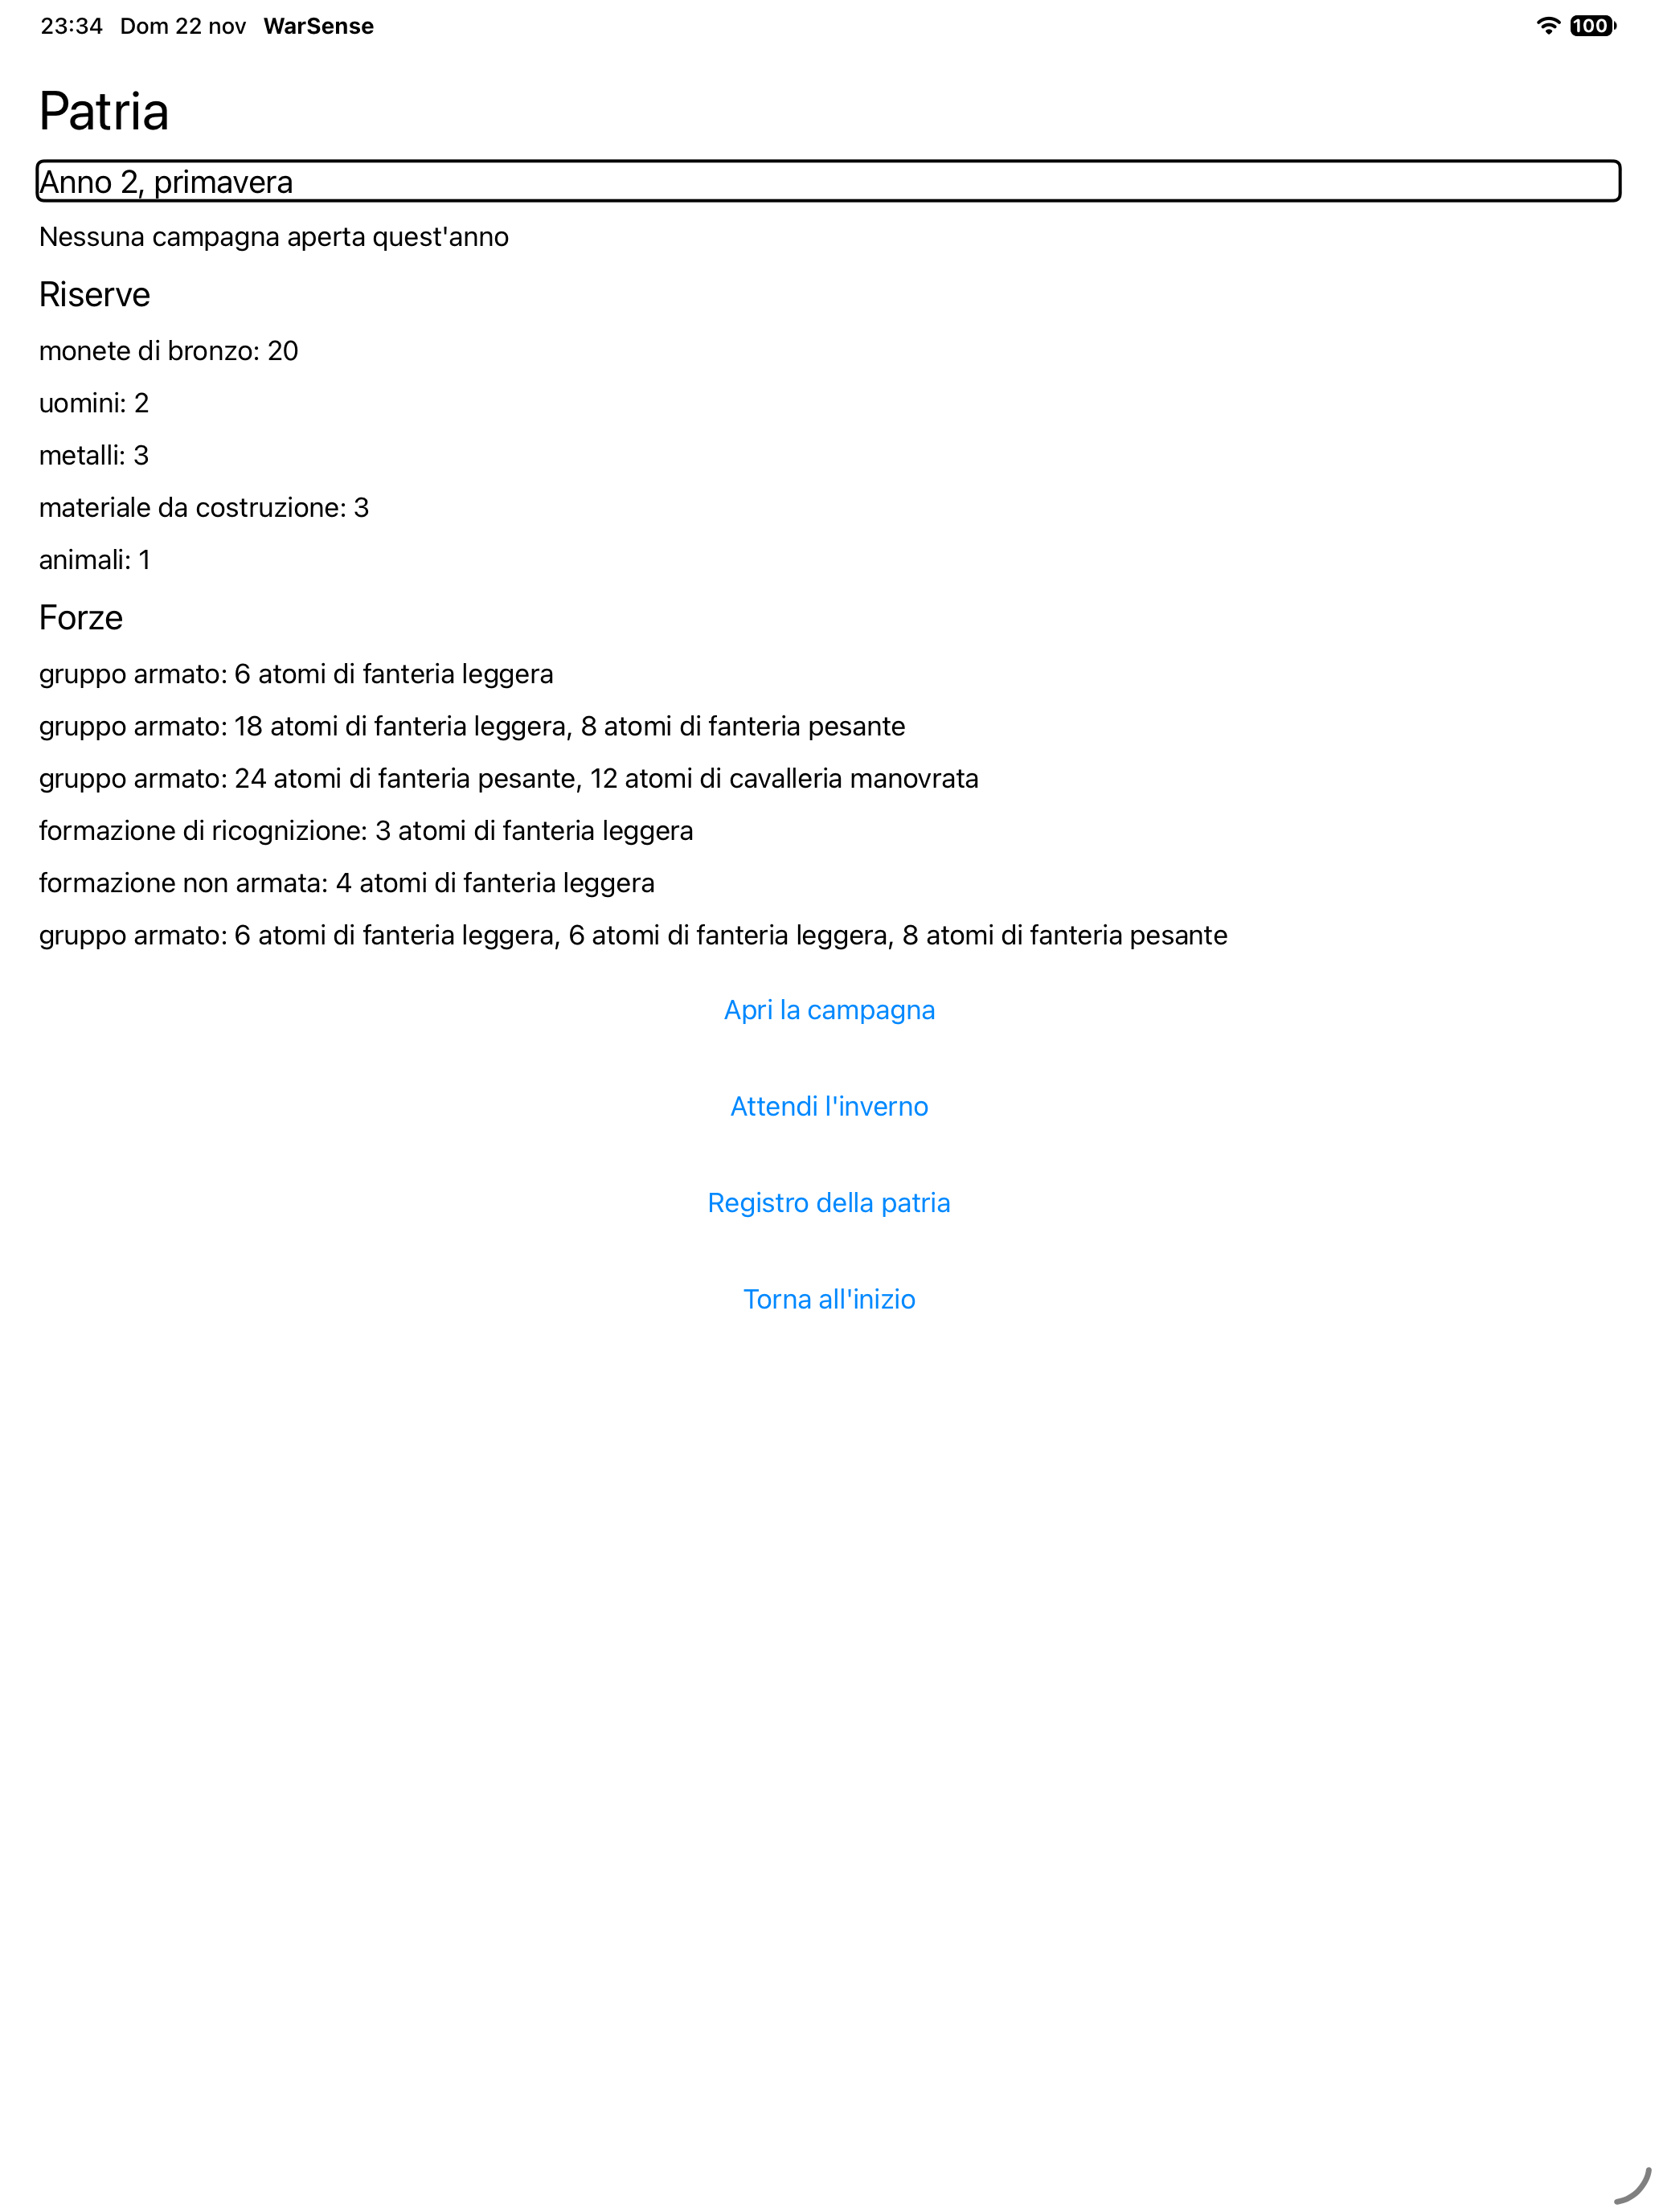 23:34 Dom 22 nov WarSense 100
Patria
Anno 2, primavera
Nessuna campagna aperta quest'anno
Riserve
monete di bronzo: 20
uomini: 2
metalli: 3
materiale da costruzione: 3
animali: 1
Forze
gruppo armato: 6 atomi di fanteria leggera
gruppo armato: 18 atomi di fanteria leggera, 8 atomi di fanteria pesante
gruppo armato: 24 atomi di fanteria pesante, 12 atomi di cavalleria manovrata
formazione di ricognizione: 3 atomi di fanteria leggera
formazione non armata: 4 atomi di fanteria leggera
gruppo armato: 6 atomi di fanteria leggera, 6 atomi di fanteria leggera, 8 atomi di fanteria pesante
Apri la campagna
Attendi l'inverno
Registro della patria
Torna all'inizio